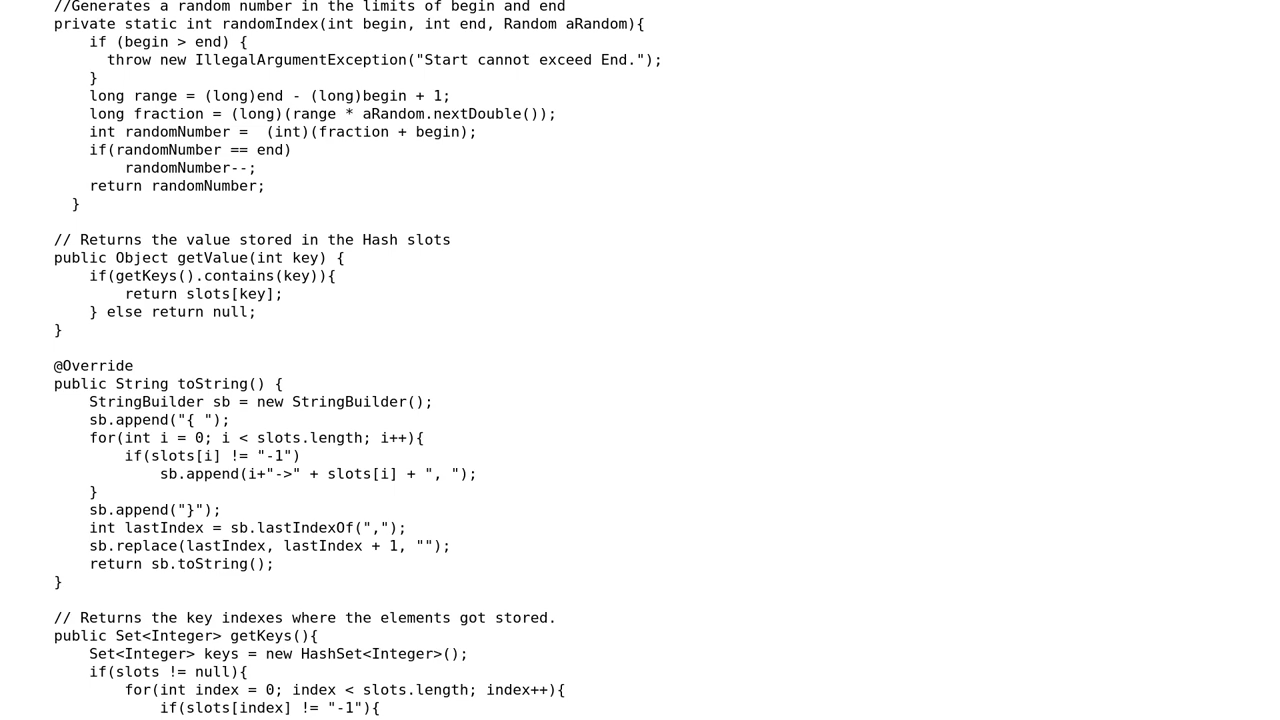 //Generates a random number in the limits of begin and end
private static int randomIndex(int begin, int end, Random aRandom){
    if (begin > end) {
      throw new IllegalArgumentException("Start cannot exceed End.");
    }
    long range = (long)end - (long)begin + 1;
    long fraction = (long)(range * aRandom.nextDouble());
    int randomNumber =  (int)(fraction + begin);
    if(randomNumber == end)
        randomNumber--;
    return randomNumber;
  }

// Returns the value stored in the Hash slots
public Object getValue(int key) {
    if(getKeys().contains(key)){
        return slots[key];
    } else return null;
}

@Override
public String toString() {
    StringBuilder sb = new StringBuilder();
    sb.append("{ ");
    for(int i = 0; i < slots.length; i++){
        if(slots[i] != "-1")
            sb.append(i+"->" + slots[i] + ", ");
    }
    sb.append("}");
    int lastIndex = sb.lastIndexOf(",");
    sb.replace(lastIndex, lastIndex + 1, "");
    return sb.toString();
}

// Returns the key indexes where the elements got stored.
public Set<Integer> getKeys(){
    Set<Integer> keys = new HashSet<Integer>();
    if(slots != null){
        for(int index = 0; index < slots.length; index++){
            if(slots[index] != "-1"){